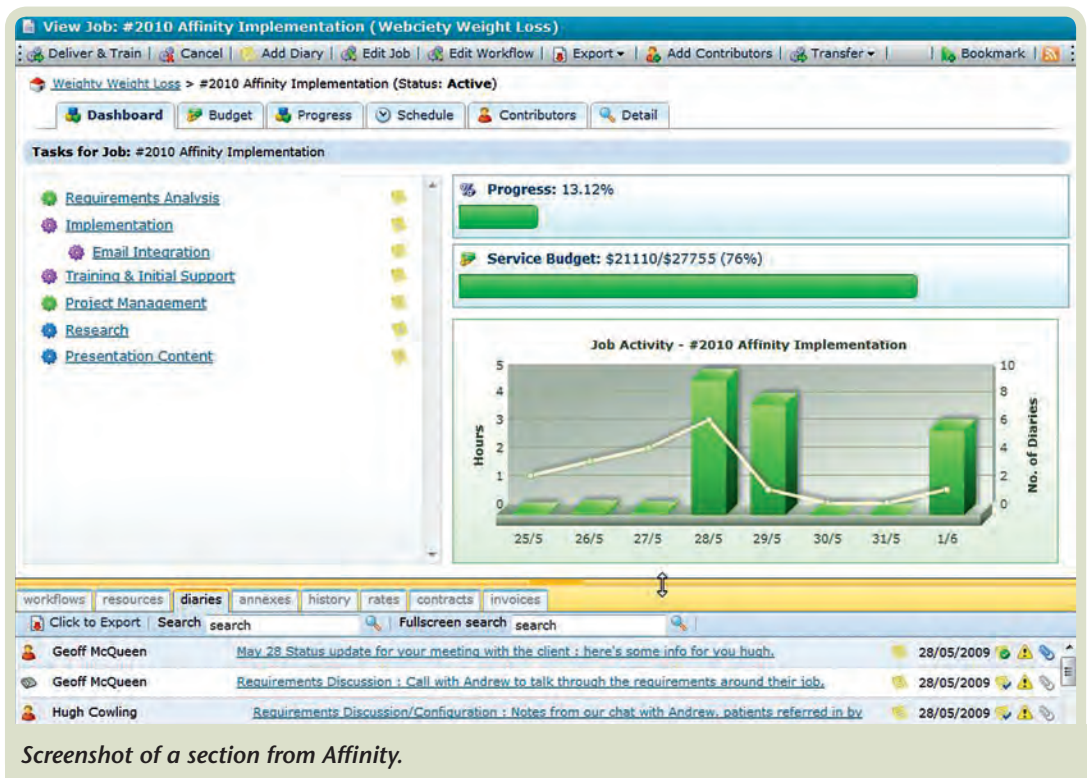 View Job: #2010 Affinity Implementation (Webciety Weight Loss)
Deliver & Train | Cancel | Add Diary | Edit Job | Edit Workflow | Export | Add Contributors | Transfer | | Bookmark |
Weighty Weight Loss > #2010 Affinity Implementation (Status: Active)
Dashboard Budget Progress Schedule Contributors Detail
Tasks for Job: #2010 Affinity Implementation
Requirements Analysis
Implementation
Email Integration
Training & Initial Support
Project Management
Research
Presentation Content
Progress: 13.12%
Service Budget: $21110/$27755 (76%)
Job Activity - #2010 Affinity Implementation
Hours
5
4
3
2
1
0
10
8
6
4
2
0
No. of Diaries
25/5 26/5 27/5 28/5 29/5 30/5 31/5 1/6
workflows resources diaries annexes history rates contracts invoices
Click to Export | Search search Fullscreen search search
Geoff McQueen May 28 Status update for your meeting with the client : here's some info for you hugh. 28/05/2009
Geoff McQueen Requirements Discussion : Call with Andrew to talk through the requirements around their job. 28/05/2009
Hugh Cowling Requirements Discussion/Configuration : Notes from our chat with Andrew. patients referred in by 28/05/2009
Screenshot of a section from Affinity.